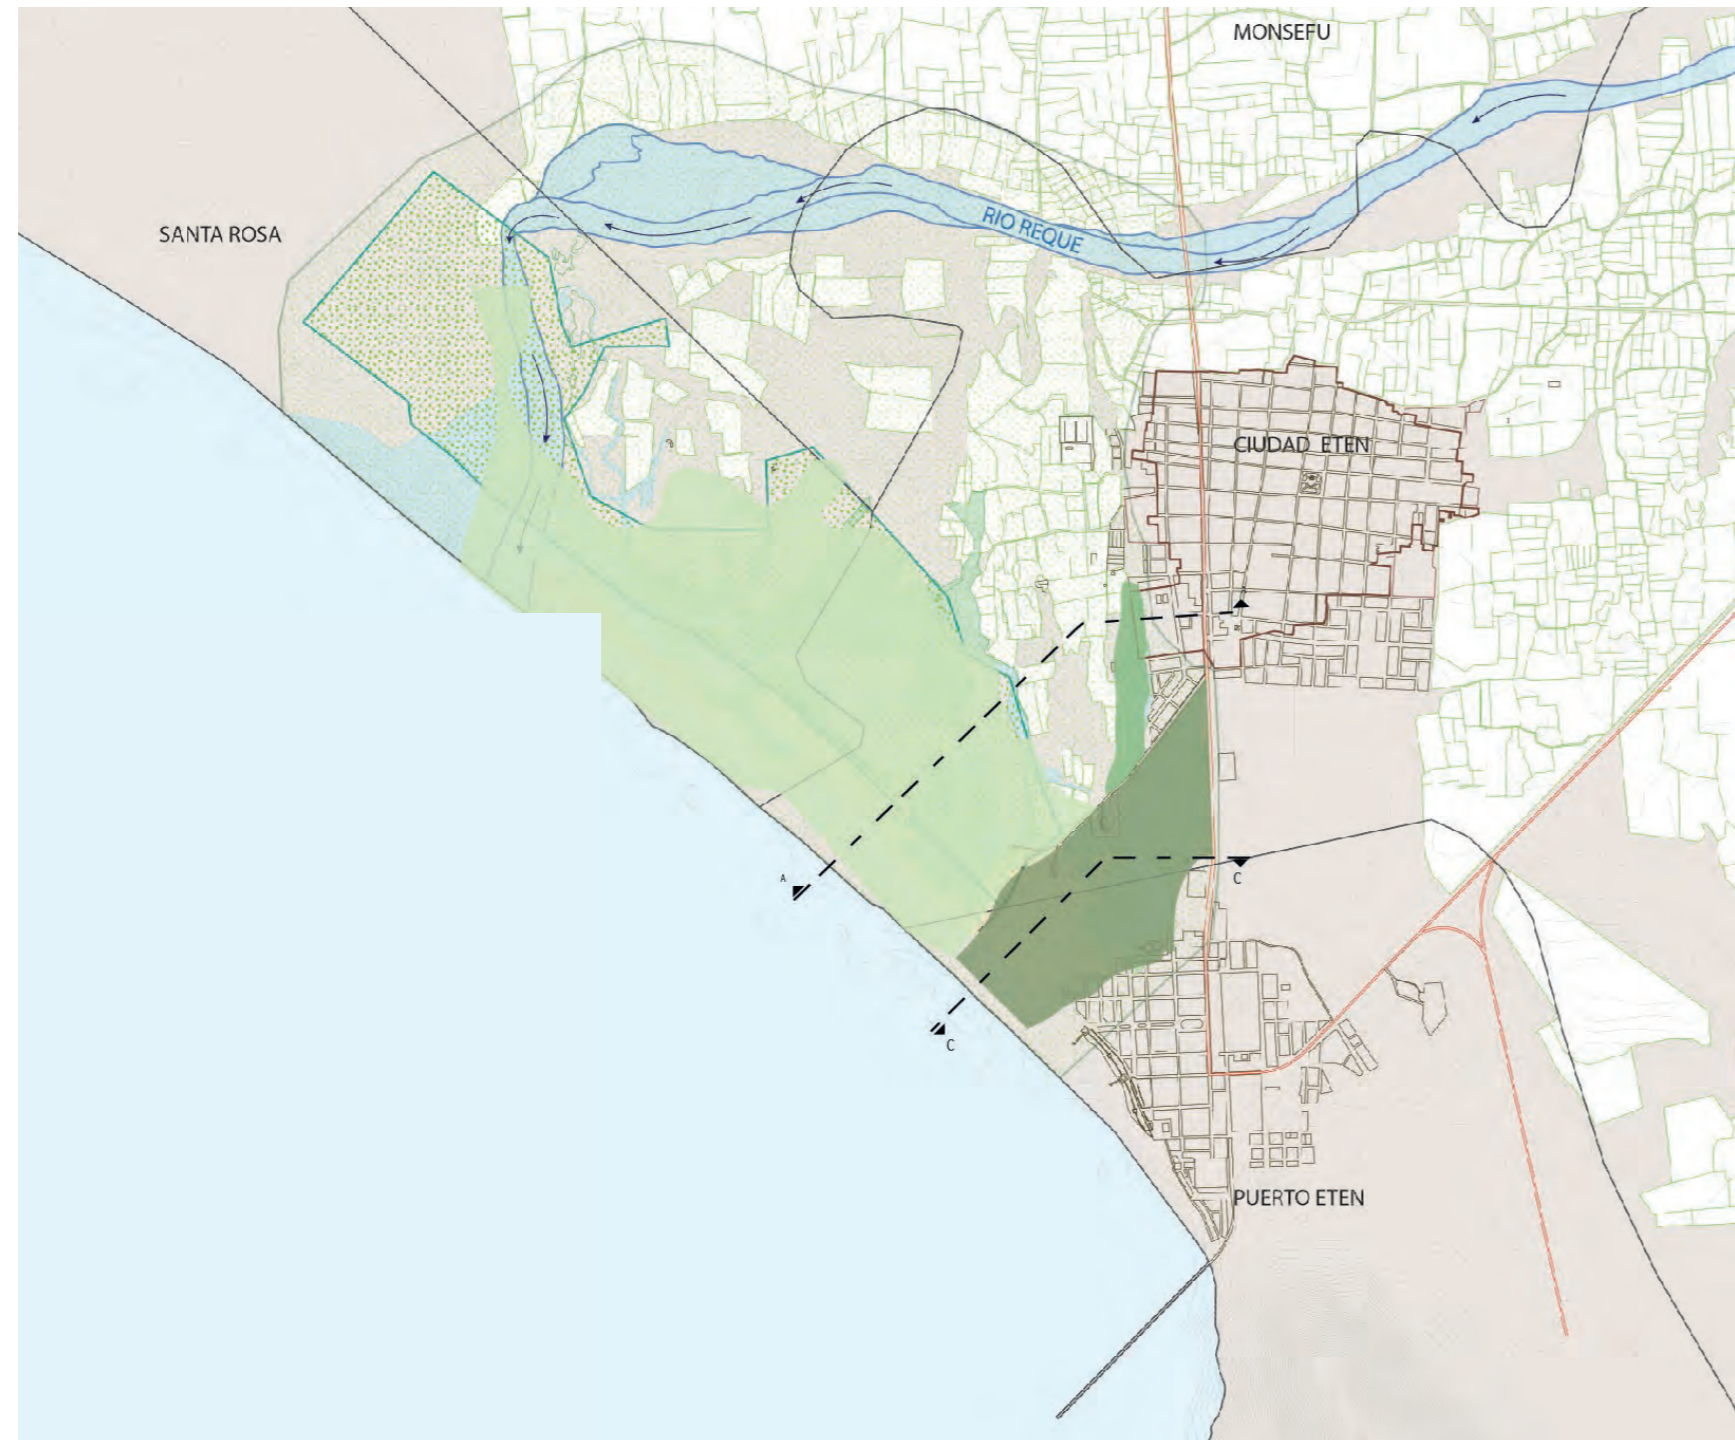 MONSEFU
SANTA ROSA
RIO REQUE
CIUDAD ETEN
A
C
C
PUERTO ETEN